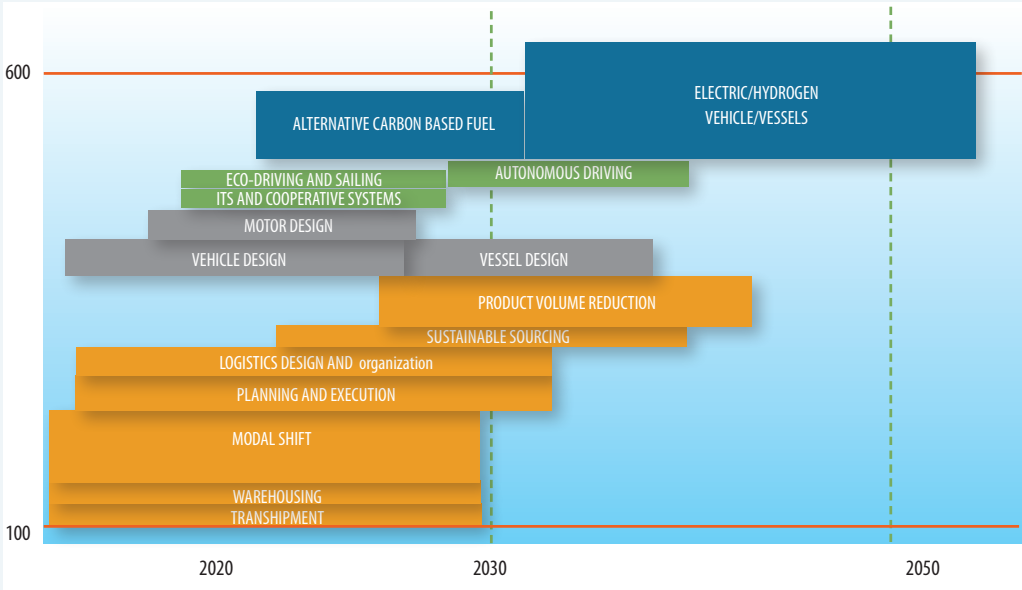 600
ELECTRIC/HYDROGEN
VEHICLE/VESSELS
ALTERNATIVE CARBON BASED FUEL
AUTONOMOUS DRIVING
ECO-DRIVING AND SAILING
ITS AND COOPERATIVE SYSTEMS
MOTOR DESIGN
VEHICLE DESIGN
VESSEL DESIGN
PRODUCT VOLUME REDUCTION
SUSTAINABLE SOURCING
LOGISTICS DESIGN AND organization
PLANNING AND EXECUTION
MODAL SHIFT
WAREHOUSING
TRANSHIPMENT
100
2020
2030
2050